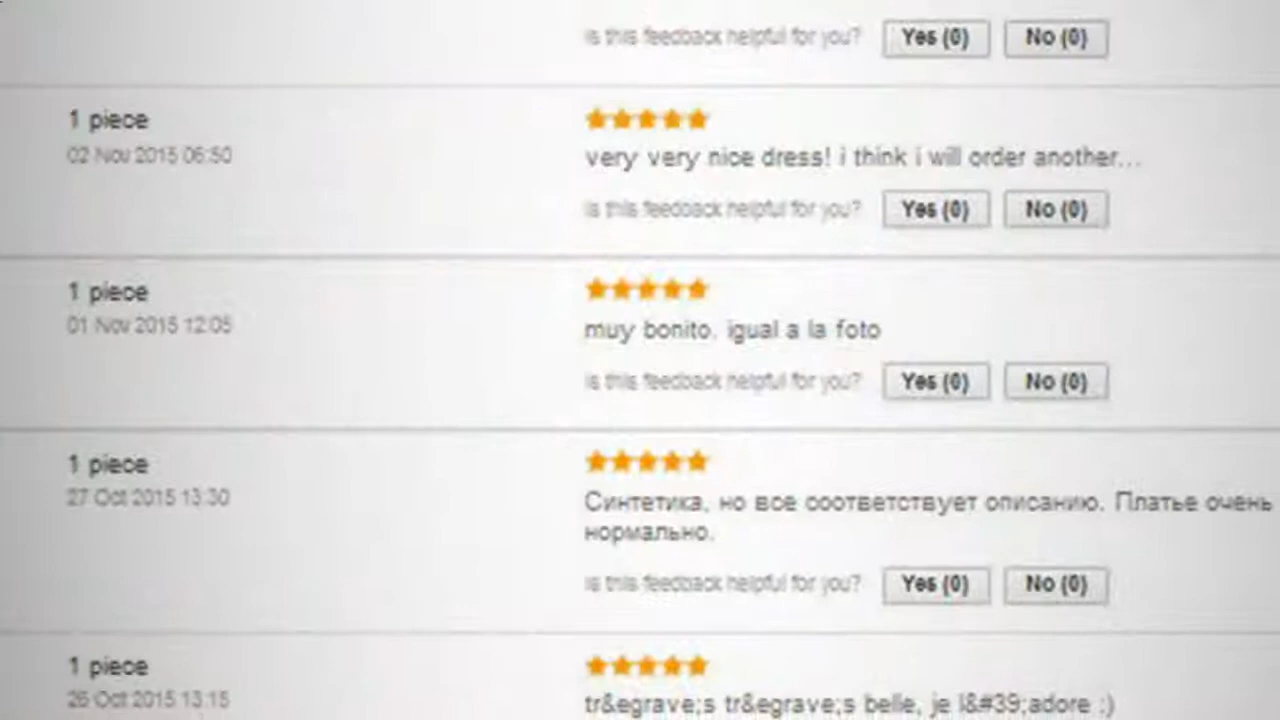 Is this feedback helpful for you? Yes (0) No (0)
1 piece
02 Nov 2015 06:50
very very nice dress! i think i will order another...
Is this feedback helpful for you? Yes (0) No (0)
1 piece
01 Nov 2015 12:05
muy bonito. igual a la foto
Is this feedback helpful for you? Yes (0) No (0)
1 piece
27 Oct 2015 13:30
Синтетика, но все соответствует описанию. Платье очень
нормально.
Is this feedback helpful for you? Yes (0) No (0)
1 piece
26 Oct 2015 13:15
tr&egrave;s tr&egrave;s belle, je l&#39;adore :)